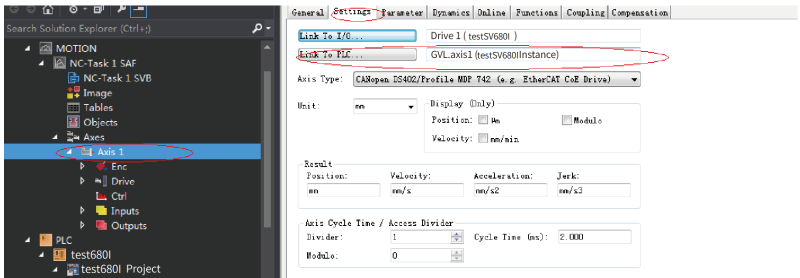 Search Solution Explorer (Ctrl+;)
MOTION
NC-Task 1 SAF
NC-Task 1 SVB
Image
Tables
Objects
Axes
Axis 1
Enc
Drive
Ctrl
Inputs
Outputs
PLC
test680I
test680I Project
General Settings Parameter Dynamics Online Functions Coupling Compensation
Link To I/O... Drive 1 ( testSV680I )
Link To PLC... GVL.axis1 (testSV680IInstance)
Axis Type: CANopen DS402/Profile MDP 742 (e.g. EtherCAT CoE Drive)
Unit: mm Display (Only)
Position: µm Modulo
Velocity: mm/min
Result
Position: Velocity: Acceleration: Jerk:
mm mm/s mm/s2 mm/s3
Axis Cycle Time / Access Divider
Divider: 1 Cycle Time (ms): 2.000
Modulo: 0